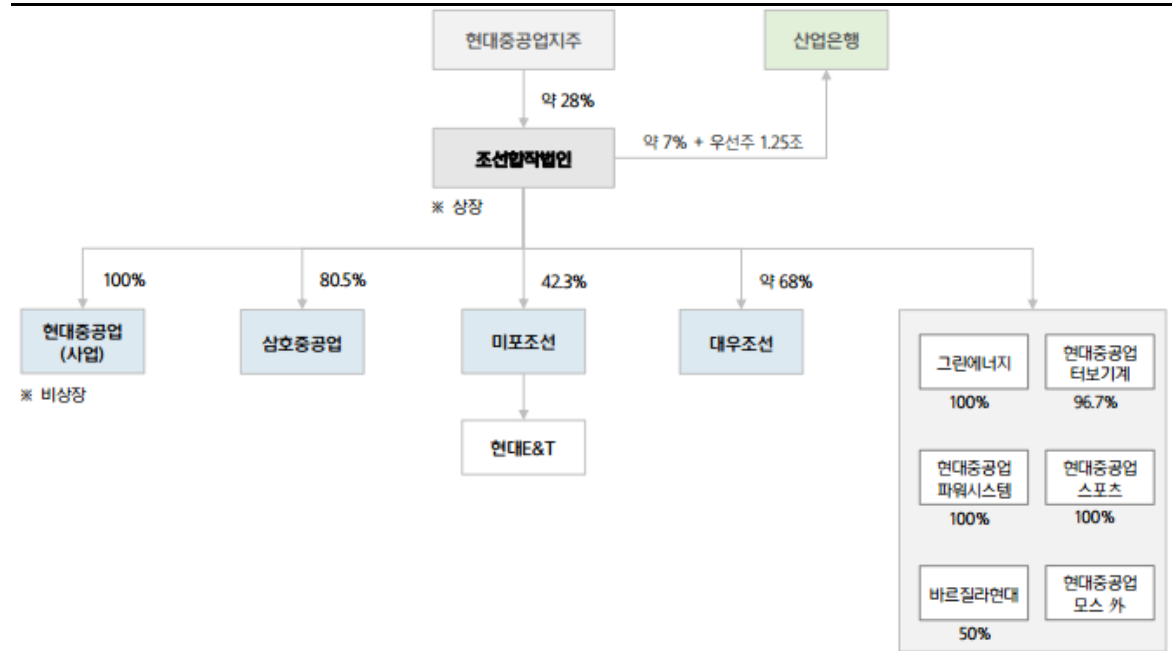 현대중공업지주
산업은행
약 28%
약 7% + 우선주 1.25조
조선합작법인
※ 상장
100%
80.5%
42.3%
약 68%
현대중공업
(사업)
삼호중공업
미포조선
대우조선
※ 비상장
현대E&T
그린에너지
100%
현대중공업
터보기계
96.7%
현대중공업
파워시스템
100%
현대중공업
스포츠
100%
바르질라현대
50%
현대중공업
모스 外